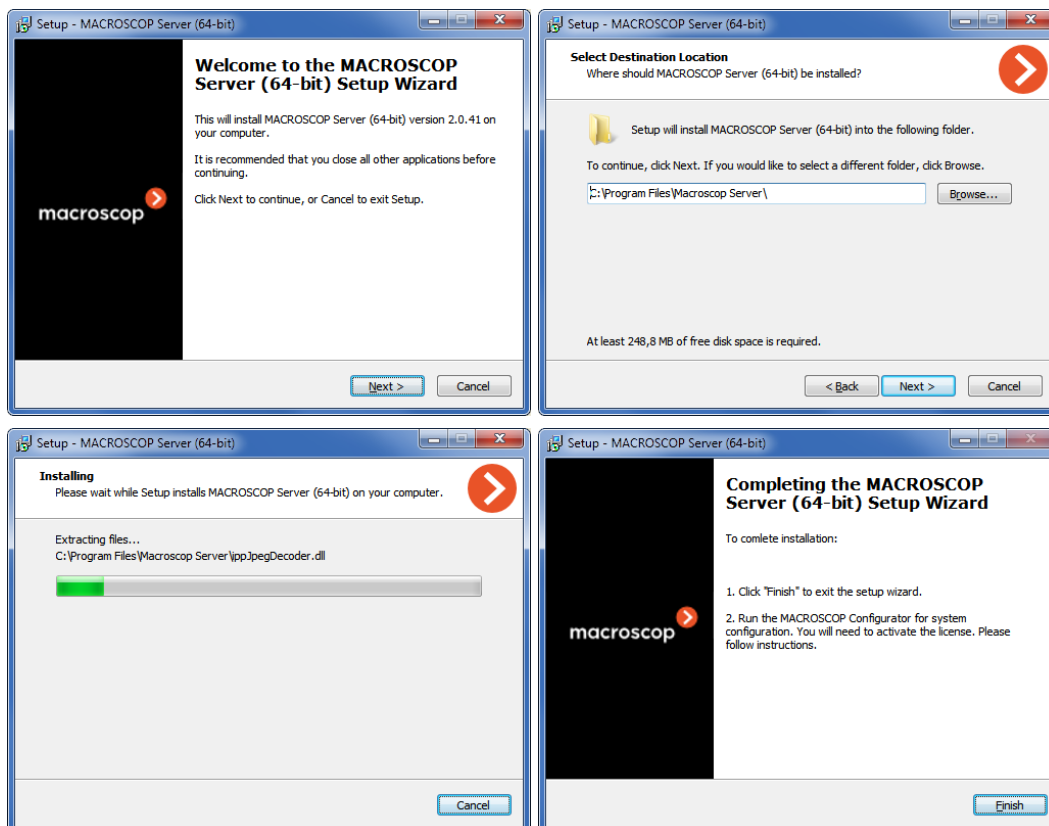 Setup - MACROSCOP Server (64-bit)
Welcome to the MACROSCOP
Server (64-bit) Setup Wizard
This will install MACROSCOP Server (64-bit) version 2.0.41 on
your computer.
It is recommended that you close all other applications before
continuing.
Click Next to continue, or Cancel to exit Setup.
macroscop
Next >
Cancel
Setup - MACROSCOP Server (64-bit)
Select Destination Location
Where should MACROSCOP Server (64-bit) be installed?
Setup will install MACROSCOP Server (64-bit) into the following folder.
To continue, click Next. If you would like to select a different folder, click Browse.
C:\Program Files\Macroscop Server\
Browse...
At least 248,8 MB of free disk space is required.
< Back
Next >
Cancel
Setup - MACROSCOP Server (64-bit)
Installing
Please wait while Setup installs MACROSCOP Server (64-bit) on your computer.
Extracting files...
C:\Program Files\Macroscop Server\ippJpegDecoder.dll
Cancel
Setup - MACROSCOP Server (64-bit)
Completing the MACROSCOP
Server (64-bit) Setup Wizard
To comlete installation:
1. Click "Finish" to exit the setup wizard.
2. Run the MACROSCOP Configurator for system
configuration. You will need to activate the license. Please
follow instructions.
macroscop
Finish